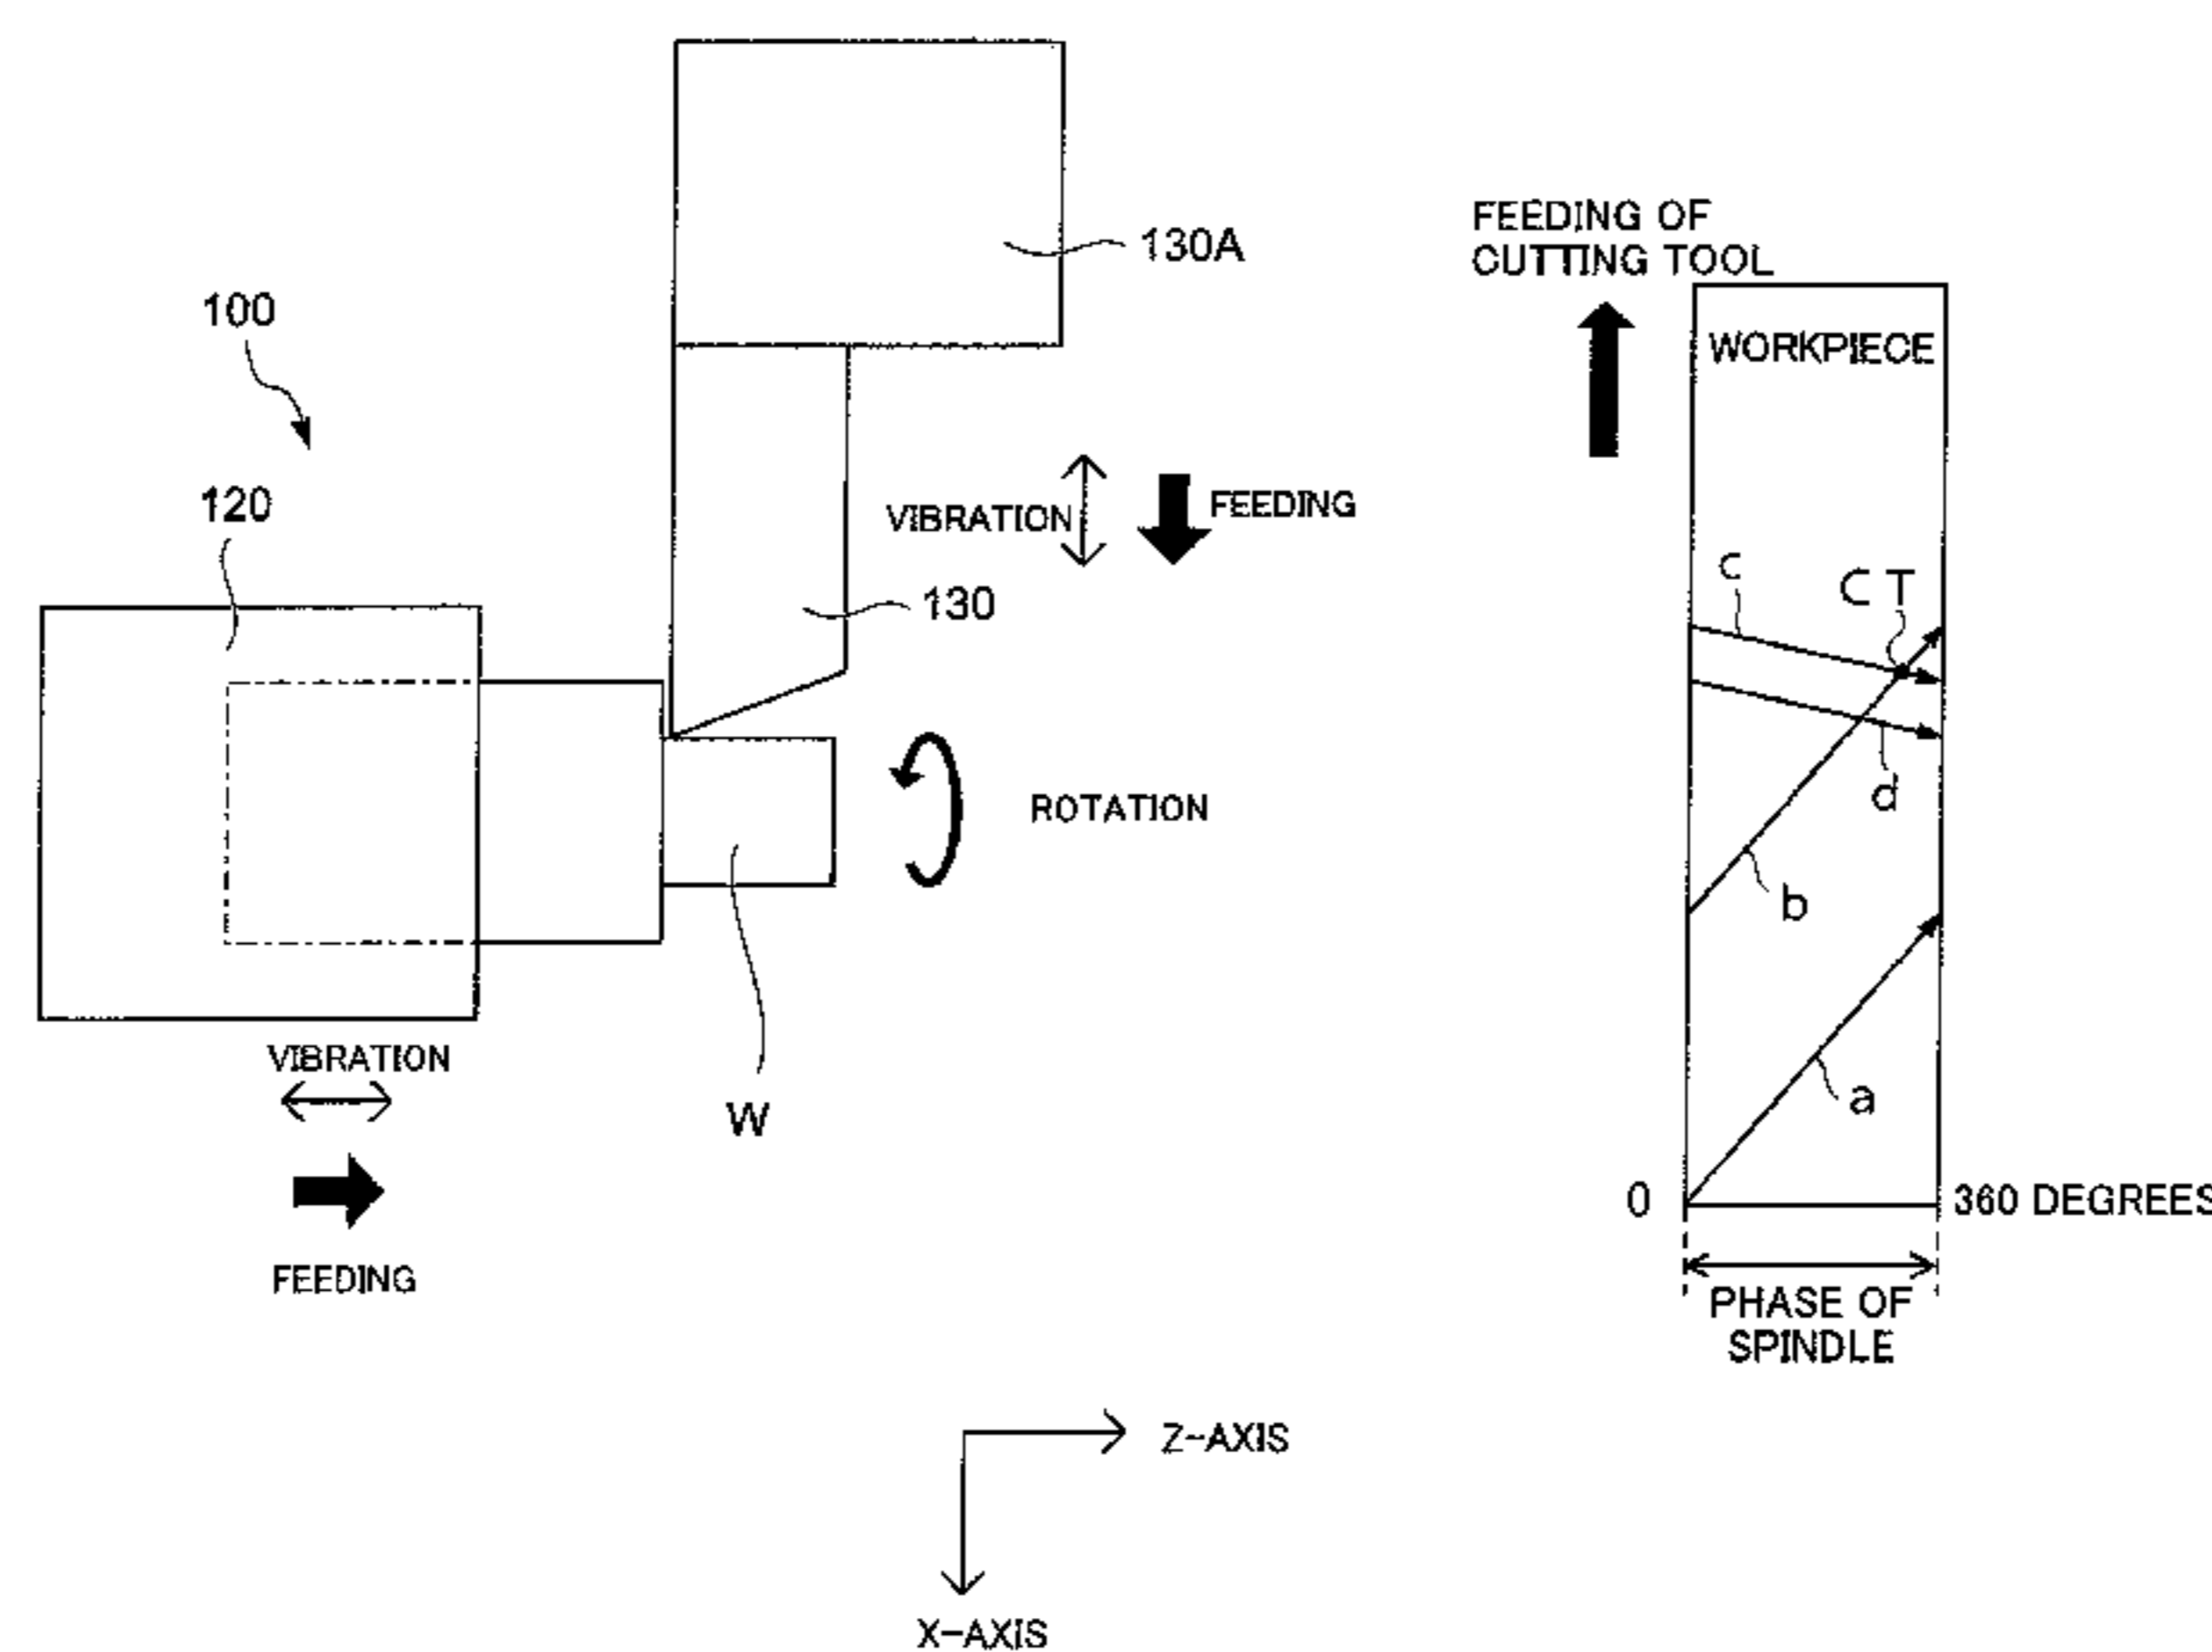 130A
100
120
VIBRATION
FEEDING
130
ROTATION
VIBRATION
FEEDING
W
Z-AXIS
X-AXIS
FEEDING OF
CUTTING TOOL
WORKPIECE
c
CT
d
b
a
0
360 DEGREES
PHASE OF
SPINDLE